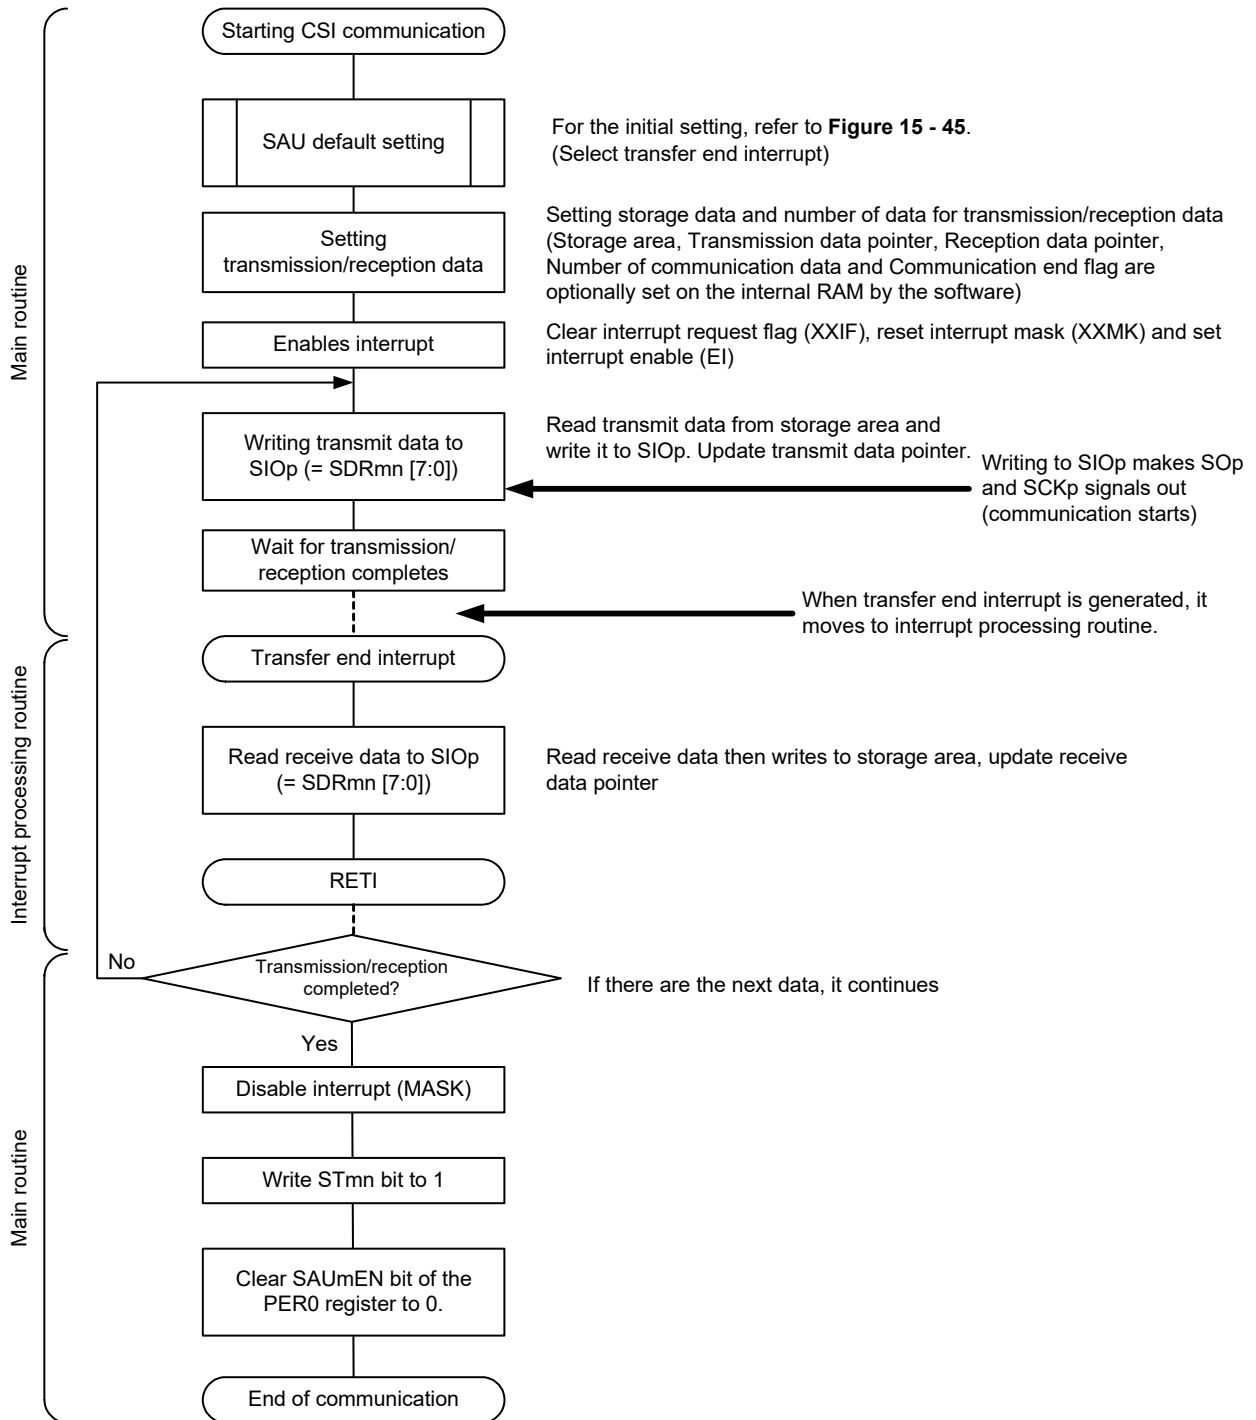 Starting CSI communication
SAU default setting
For the initial setting, refer to Figure 15 - 45.
(Select transfer end interrupt)
Setting
transmission/reception data
Setting storage data and number of data for transmission/reception data
(Storage area, Transmission data pointer, Reception data pointer,
Number of communication data and Communication end flag are
optionally set on the internal RAM by the software)
Main routine
Enables interrupt
Clear interrupt request flag (XXIF), reset interrupt mask (XXMK) and set
interrupt enable (EI)
Writing transmit data to
SIOp (= SDRmn [7:0])
Read transmit data from storage area and
write it to SIOp. Update transmit data pointer.
Writing to SIOp makes SOp
and SCKp signals out
(communication starts)
Wait for transmission/
reception completes
When transfer end interrupt is generated, it
moves to interrupt processing routine.
Transfer end interrupt
Interrupt processing routine
Read receive data to SIOp
(= SDRmn [7:0])
Read receive data then writes to storage area, update receive
data pointer
RETI
No
Transmission/reception
completed?
If there are the next data, it continues
Yes
Disable interrupt (MASK)
Main routine
Write STmn bit to 1
Clear SAUmEN bit of the
PER0 register to 0.
End of communication